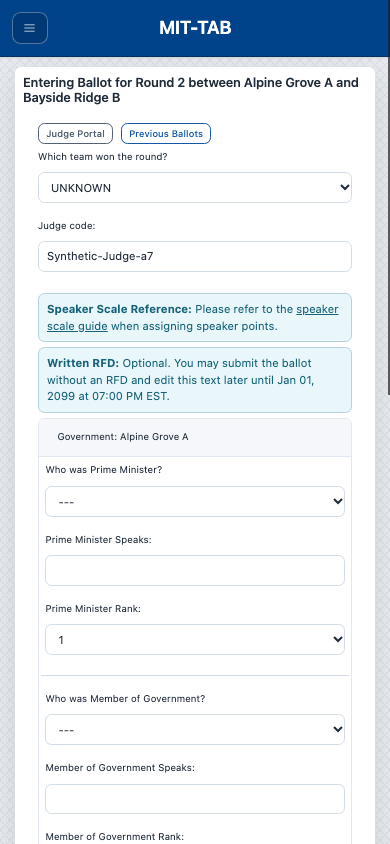 MIT-TAB
Entering Ballot for Round 2 between Alpine Grove A and
Bayside Ridge B
Judge Portal
Previous Ballots
Which team won the round?
UNKNOWN
Judge code:
Synthetic-Judge-a7
Speaker Scale Reference: Please refer to the speaker
scale guide when assigning speaker points.
Written RFD: Optional. You may submit the ballot
without an RFD and edit this text later until Jan 01,
2099 at 07:00 PM EST.
Government: Alpine Grove A
Who was Prime Minister?
---
Prime Minister Speaks:
Prime Minister Rank:
1
Who was Member of Government?
---
Member of Government Speaks:
Member of Government Rank: